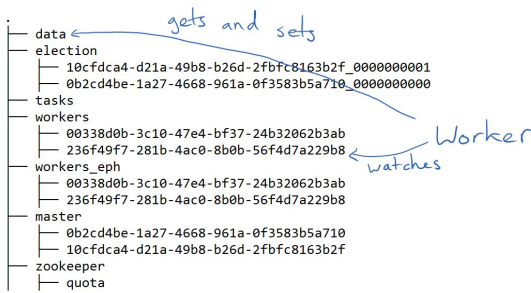 .
├── data
gets and sets
├── election
├── 10cfdca4-d21a-49b8-b26d-2fbfc8163b2f_0000000001
├── 0b2cd4be-1a27-4668-961a-0f3583b5a710_0000000000
├── tasks
├── workers
├── 00338d0b-3c10-47e4-bf37-24b32062b3ab
├── 236f49f7-281b-4ac0-8b0b-56f4d7a229b8
Worker
watches
├── workers_eph
├── 00338d0b-3c10-47e4-bf37-24b32062b3ab
├── 236f49f7-281b-4ac0-8b0b-56f4d7a229b8
├── master
├── 0b2cd4be-1a27-4668-961a-0f3583b5a710
├── 10cfdca4-d21a-49b8-b26d-2fbfc8163b2f
├── zookeeper
├── quota